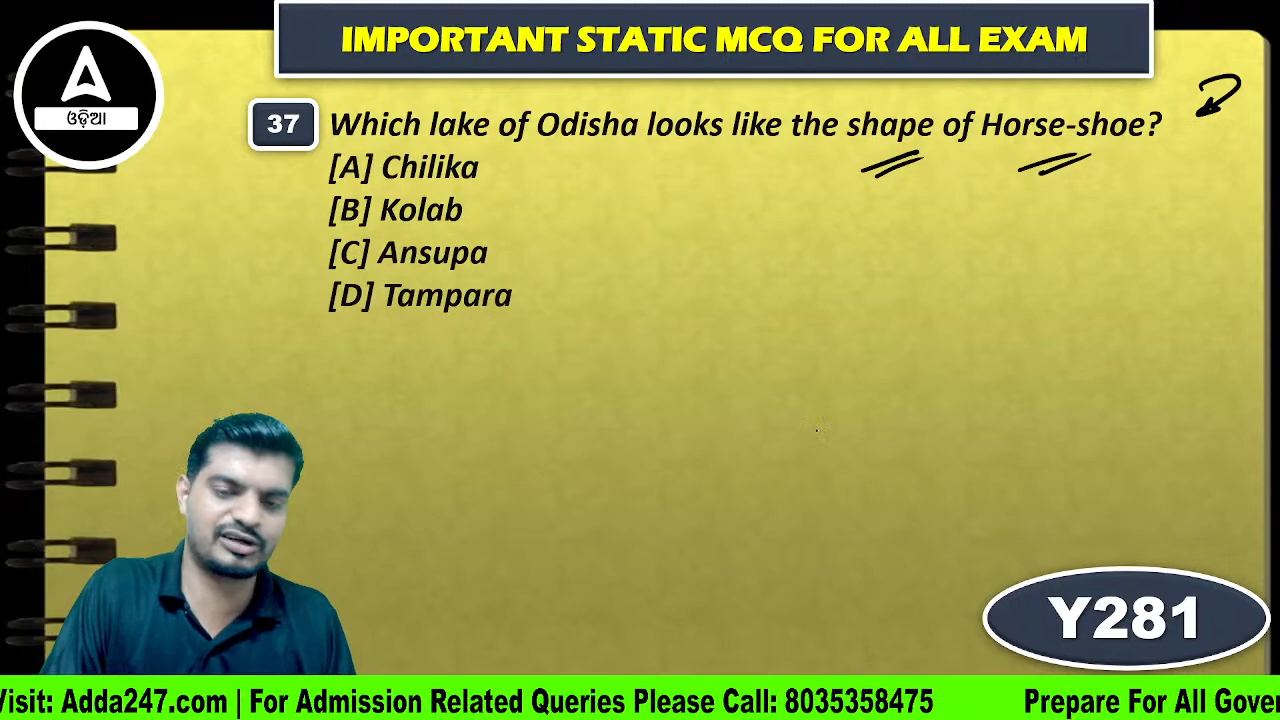 IMPORTANT STATIC MCQ FOR ALL EXAM
ଓଡ଼ିଆ
37 Which lake of Odisha looks like the shape of Horse-shoe?
[A] Chilika
[B] Kolab
[C] Ansupa
[D] Tampara
Y281
Visit: Adda247.com | For Admission Related Queries Please Call: 8035358475 Prepare For All Gover